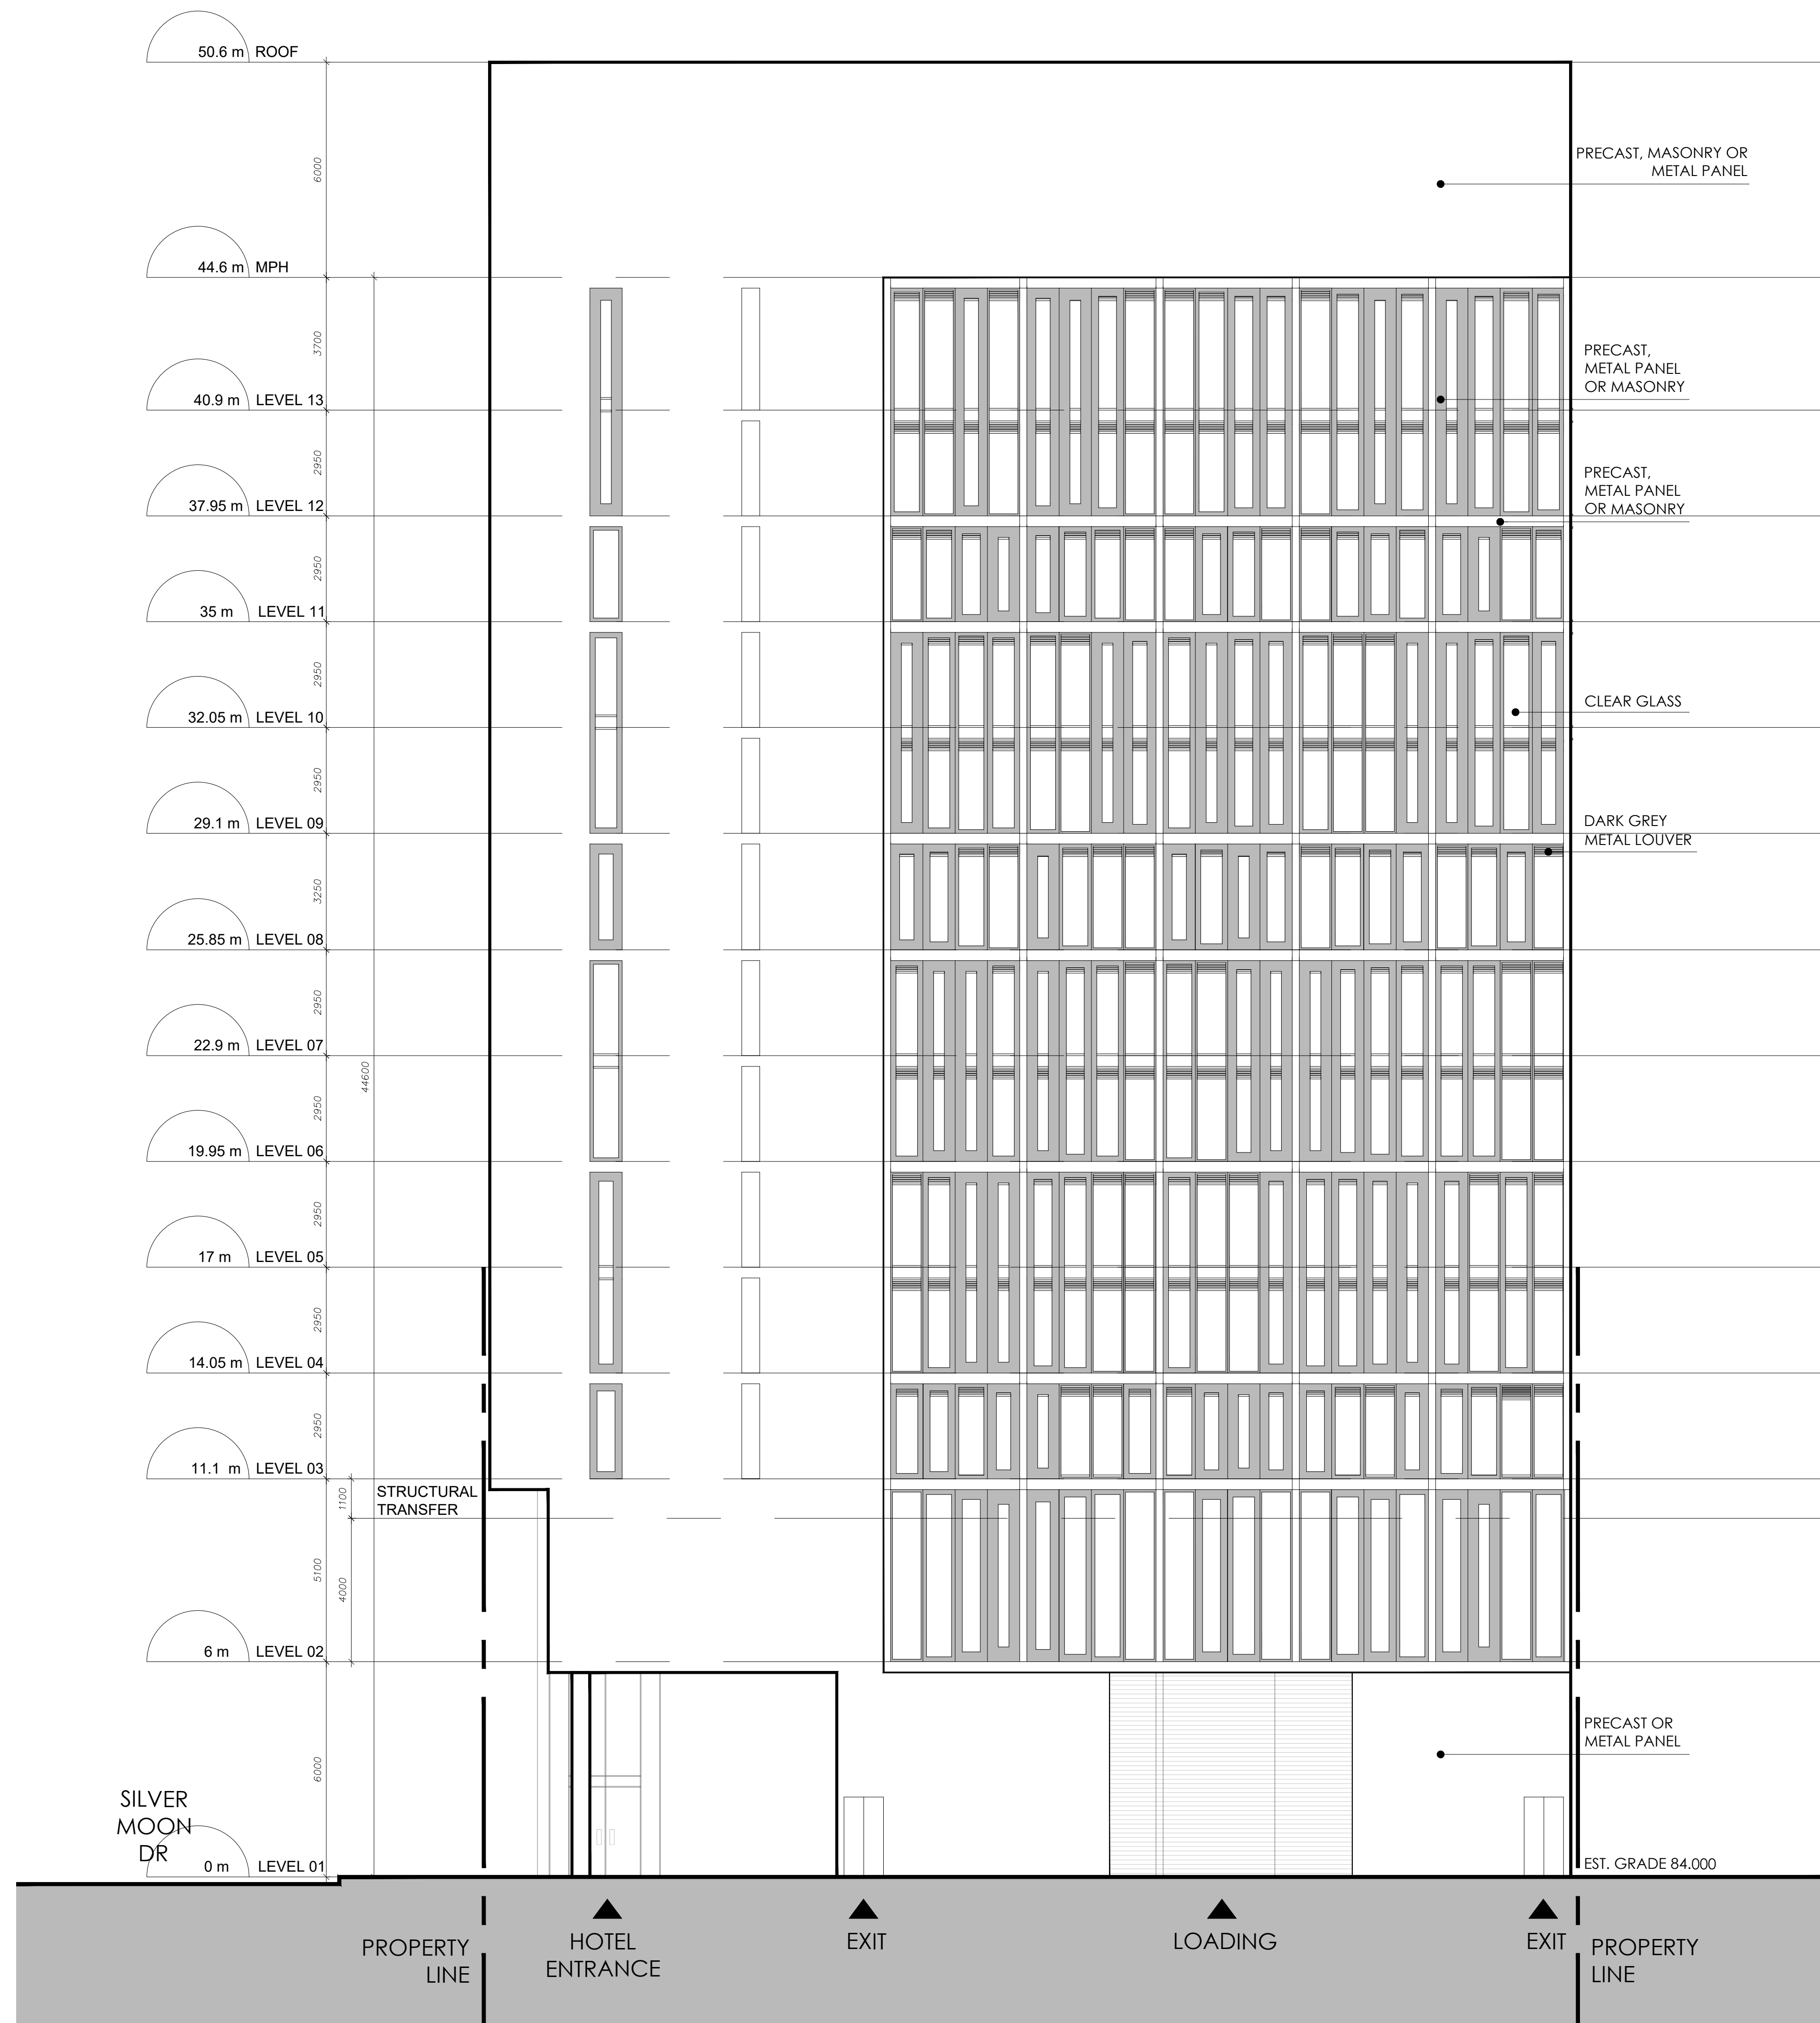 50.6 m ROOF
6000
PRECAST, MASONRY OR
METAL PANEL
44.6 m MPH
3700
PRECAST,
METAL PANEL
OR MASONRY
40.9 m LEVEL 13
2950
PRECAST,
METAL PANEL
OR MASONRY
37.95 m LEVEL 12
2950
35 m LEVEL 11
2950
CLEAR GLASS
32.05 m LEVEL 10
2950
29.1 m LEVEL 09
DARK GREY
METAL LOUVER
3250
25.85 m LEVEL 08
2950
22.9 m LEVEL 07
44600
2950
19.95 m LEVEL 06
2950
17 m LEVEL 05
2950
14.05 m LEVEL 04
2950
11.1 m LEVEL 03
1100
STRUCTURAL
TRANSFER
5100
4000
6 m LEVEL 02
PRECAST OR
METAL PANEL
6000
SILVER
MOON
DR
0 m LEVEL 01
EST. GRADE 84.000
PROPERTY
LINE
HOTEL
ENTRANCE
EXIT
LOADING
EXIT
PROPERTY
LINE